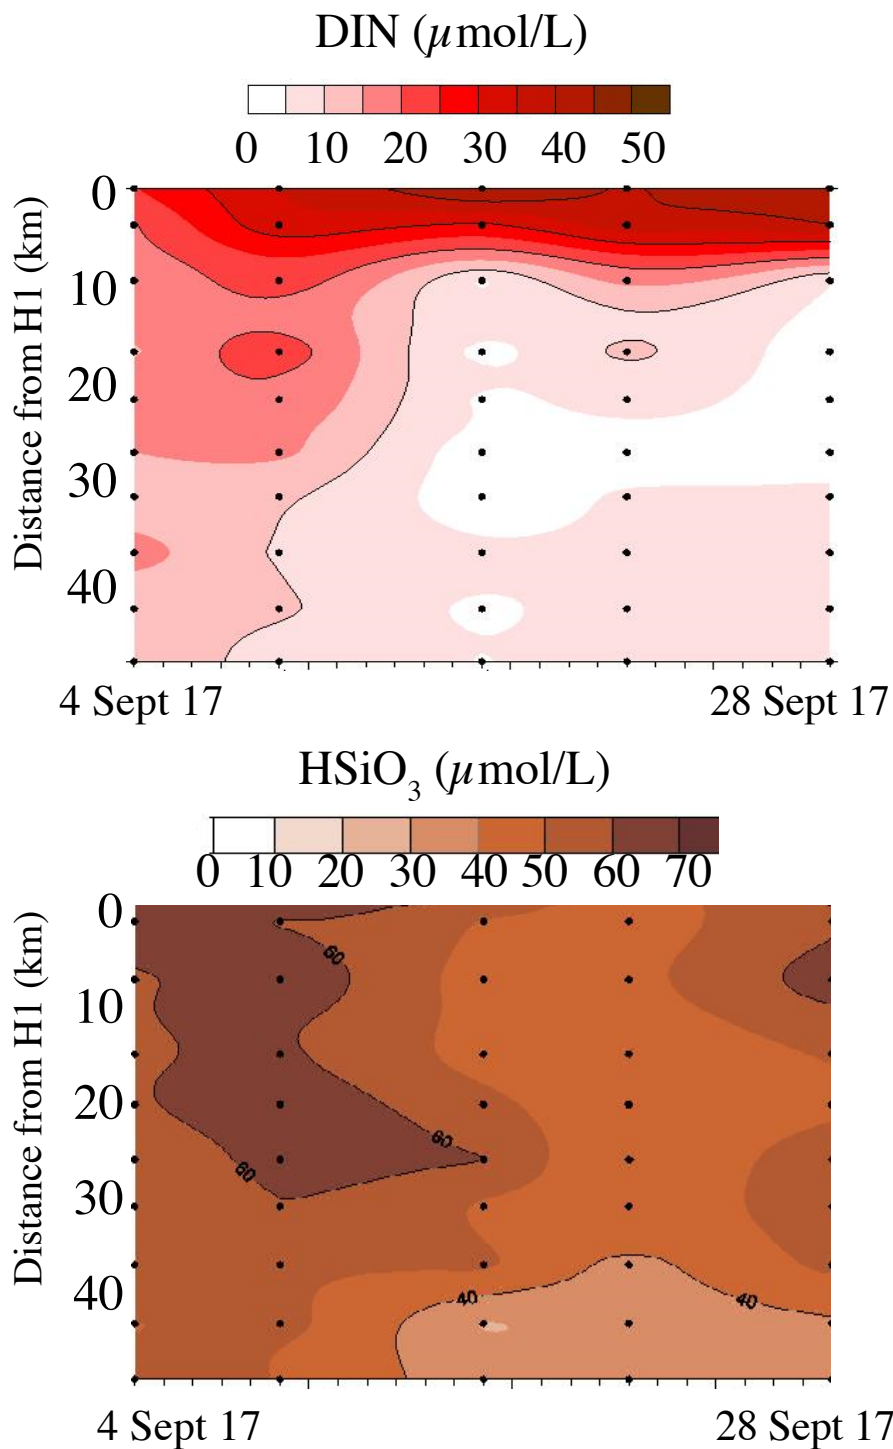 DIN (µmol/L)
0 10 20 30 40 50
Distance from H1 (km)
0
10
20
30
40
4 Sept 17 28 Sept 17
HSiO₃ (µmol/L)
0 10 20 30 40 50 60 70
Distance from H1 (km)
0
10
20
30
40
60
60
60
40
40
4 Sept 17 28 Sept 17